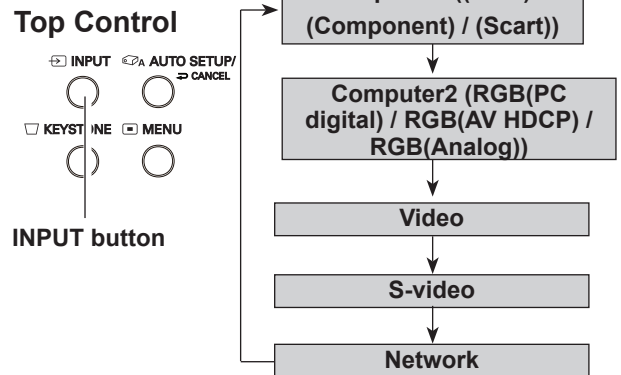 Top Control
INPUT
AUTO SETUP/
CANCEL
KEYSTONE
MENU
INPUT button
(Component) / (Scart))
Computer2 (RGB(PC
digital) / RGB(AV HDCP) /
RGB(Analog))
Video
S-video
Network